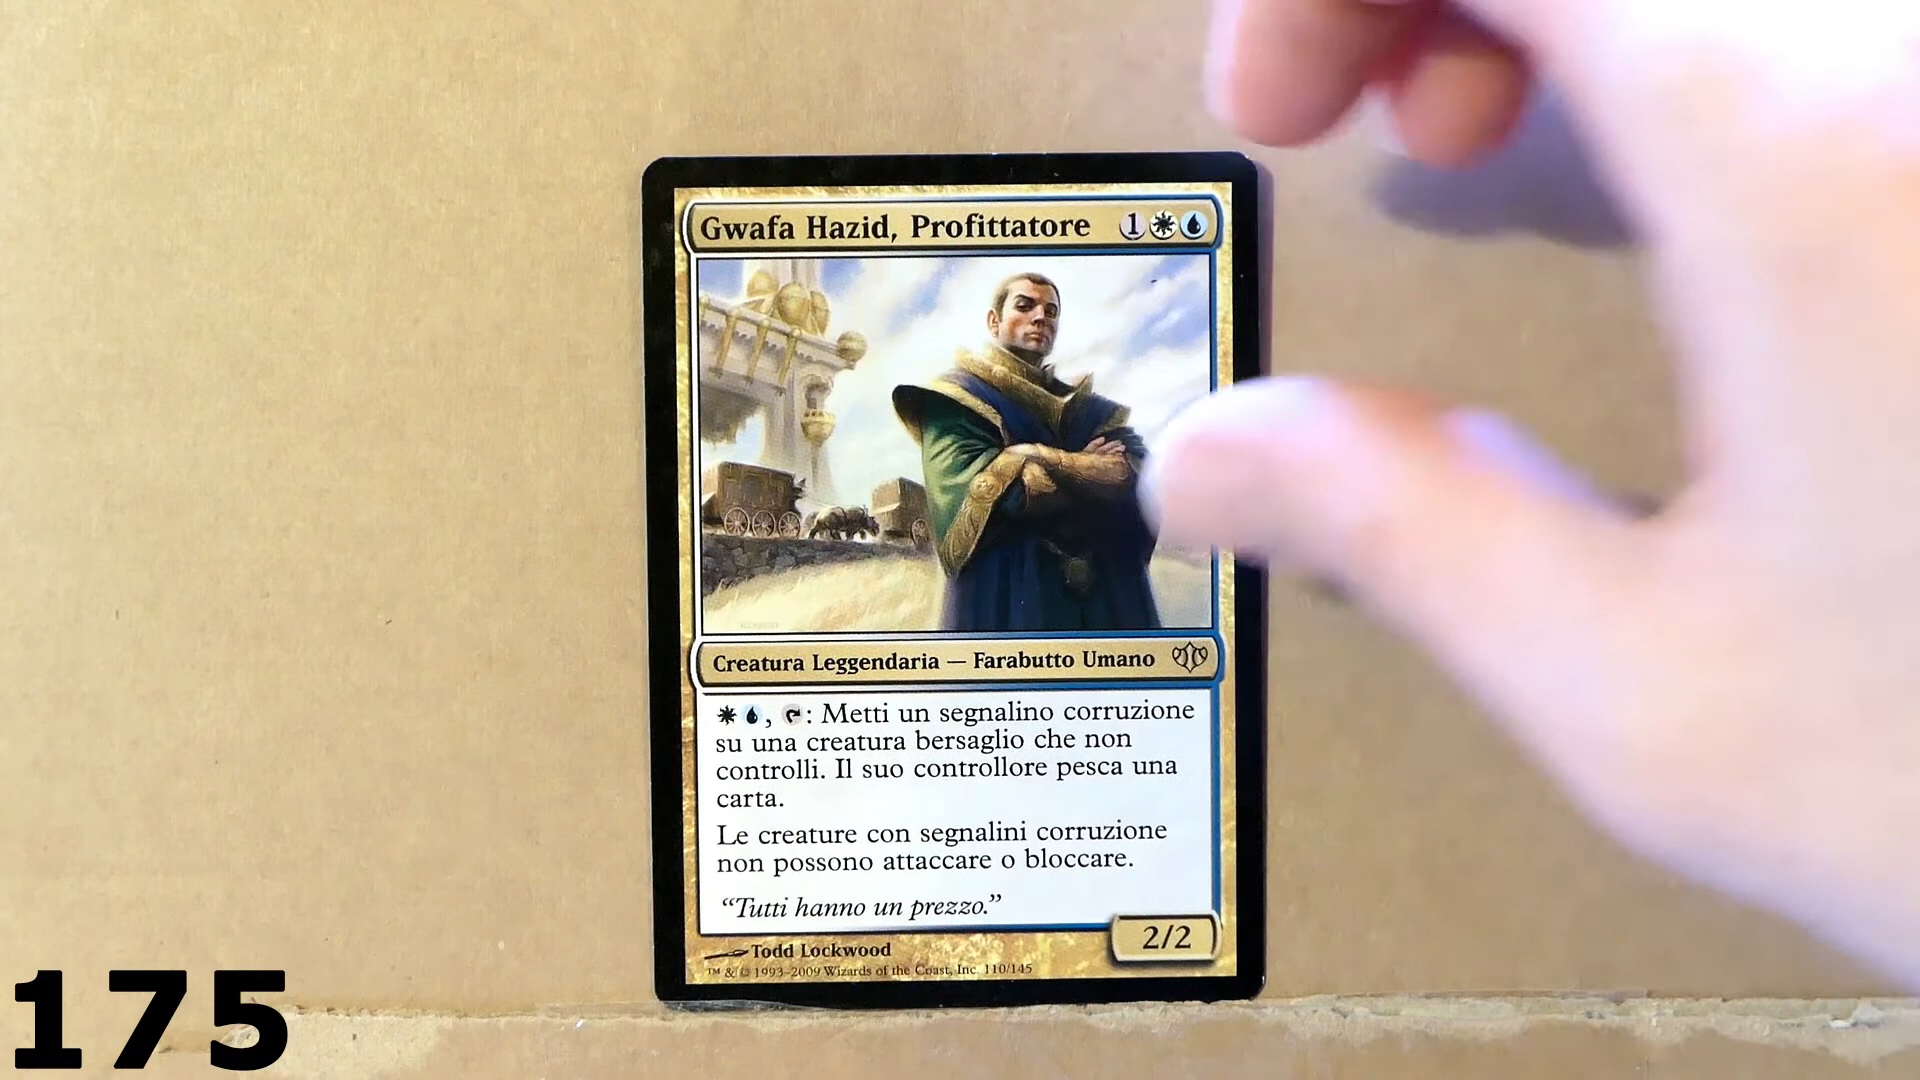 Gwafa Hazid, Profittatore 1
Creatura Leggendaria — Farabutto Umano
, : Metti un segnalino corruzione
su una creatura bersaglio che non
controlli. Il suo controllore pesca una
carta.
Le creature con segnalini corruzione
non possono attaccare o bloccare.
“Tutti hanno un prezzo.”
2/2
Todd Lockwood
™ & © 1993–2009 Wizards of the Coast, Inc. 110/145
175